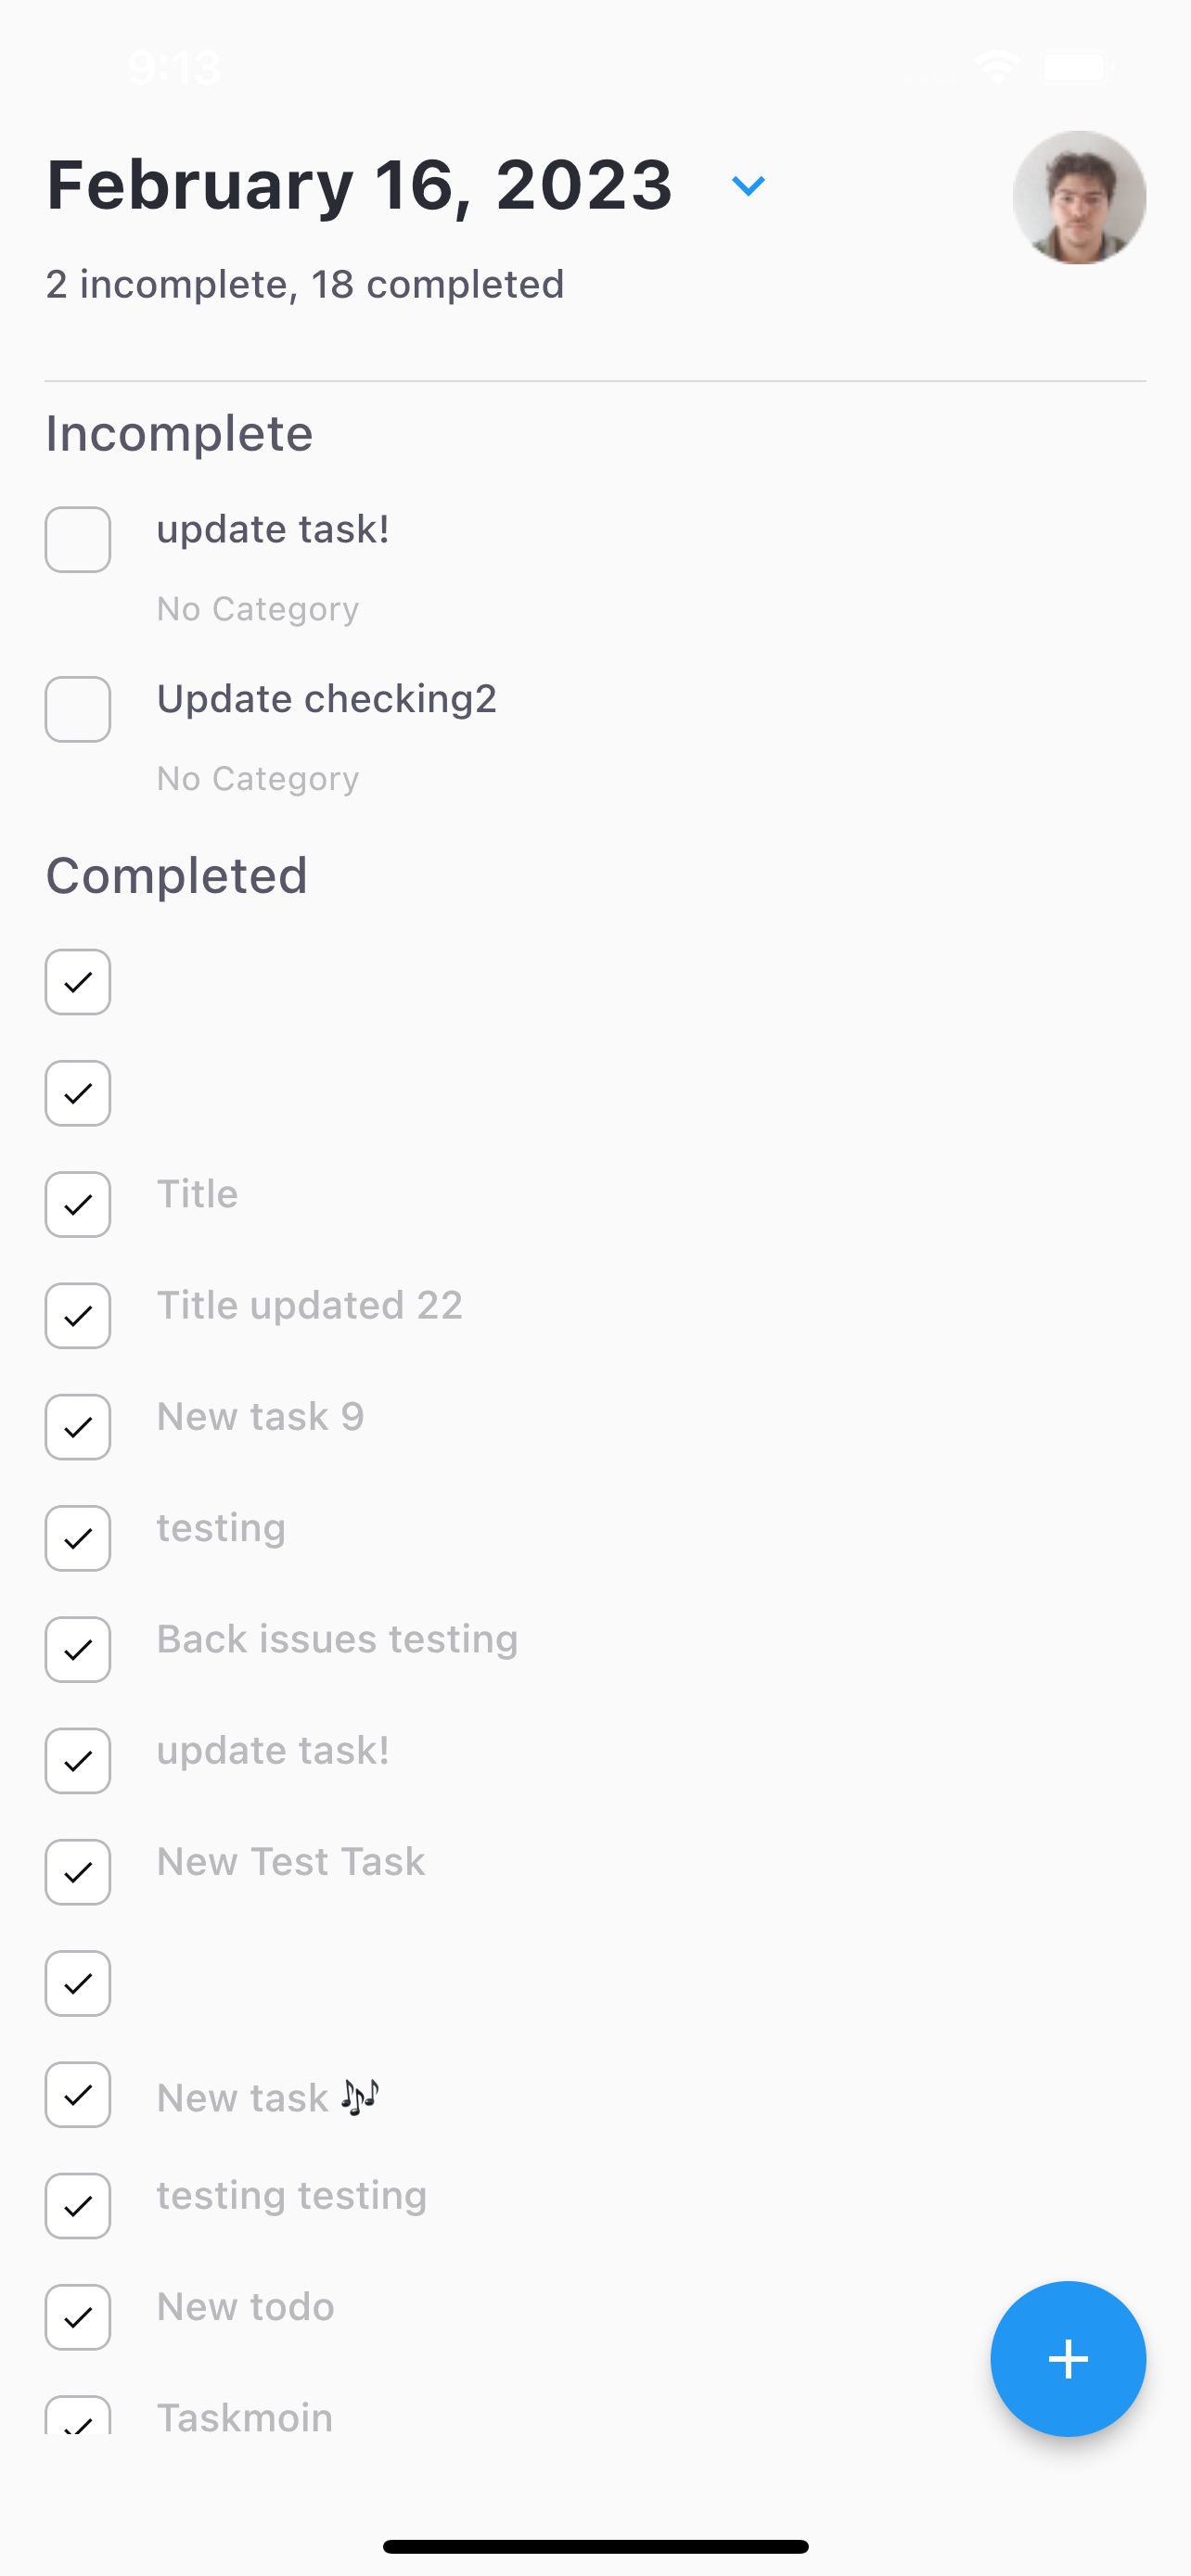 9:13
February 16, 2023
2 incomplete, 18 completed
Incomplete
update task!
No Category
Update checking2
No Category
Completed
Title
Title updated 22
New task 9
testing
Back issues testing
update task!
New Test Task
New task 🎶
testing testing
New todo
Taskmoin